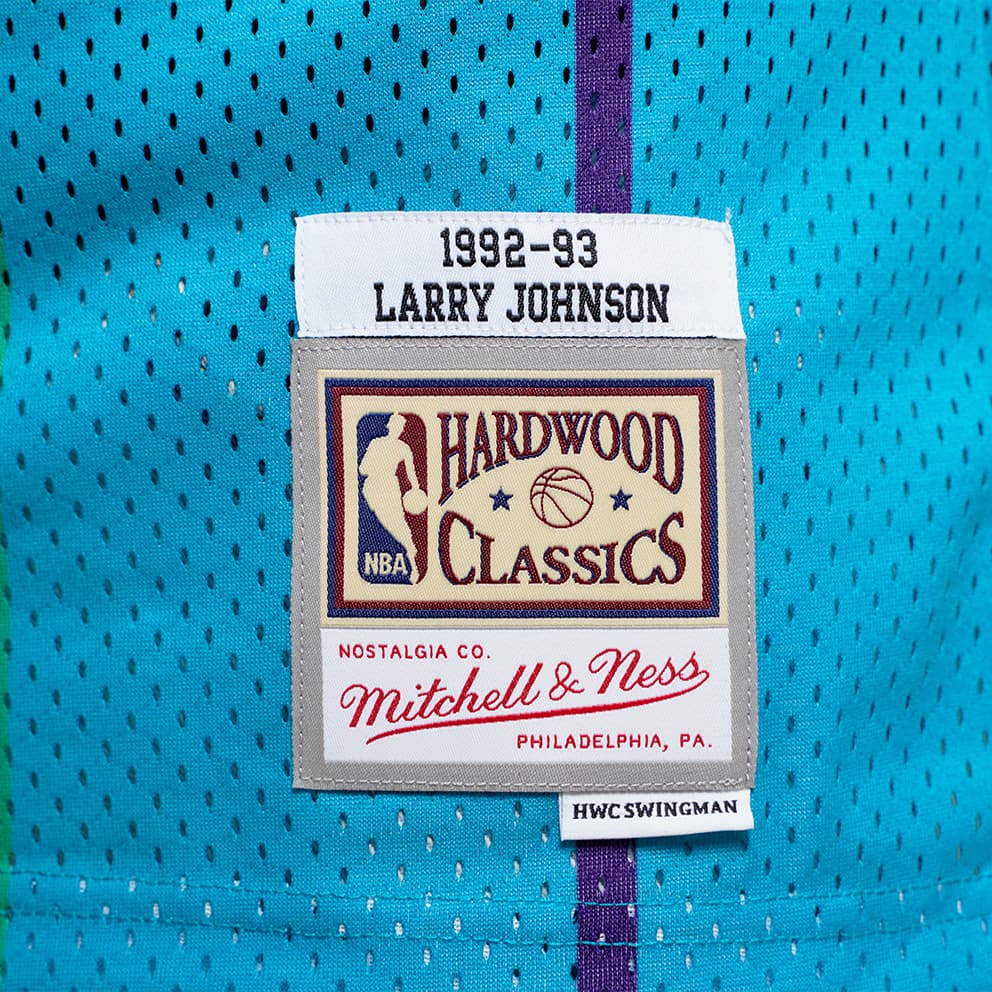 1992-93
LARRY JOHNSON
HARDWOOD
CLASSICS
NBA
NOSTALGIA CO.
Mitchell & Ness
PHILADELPHIA, PA.
HWC SWINGMAN